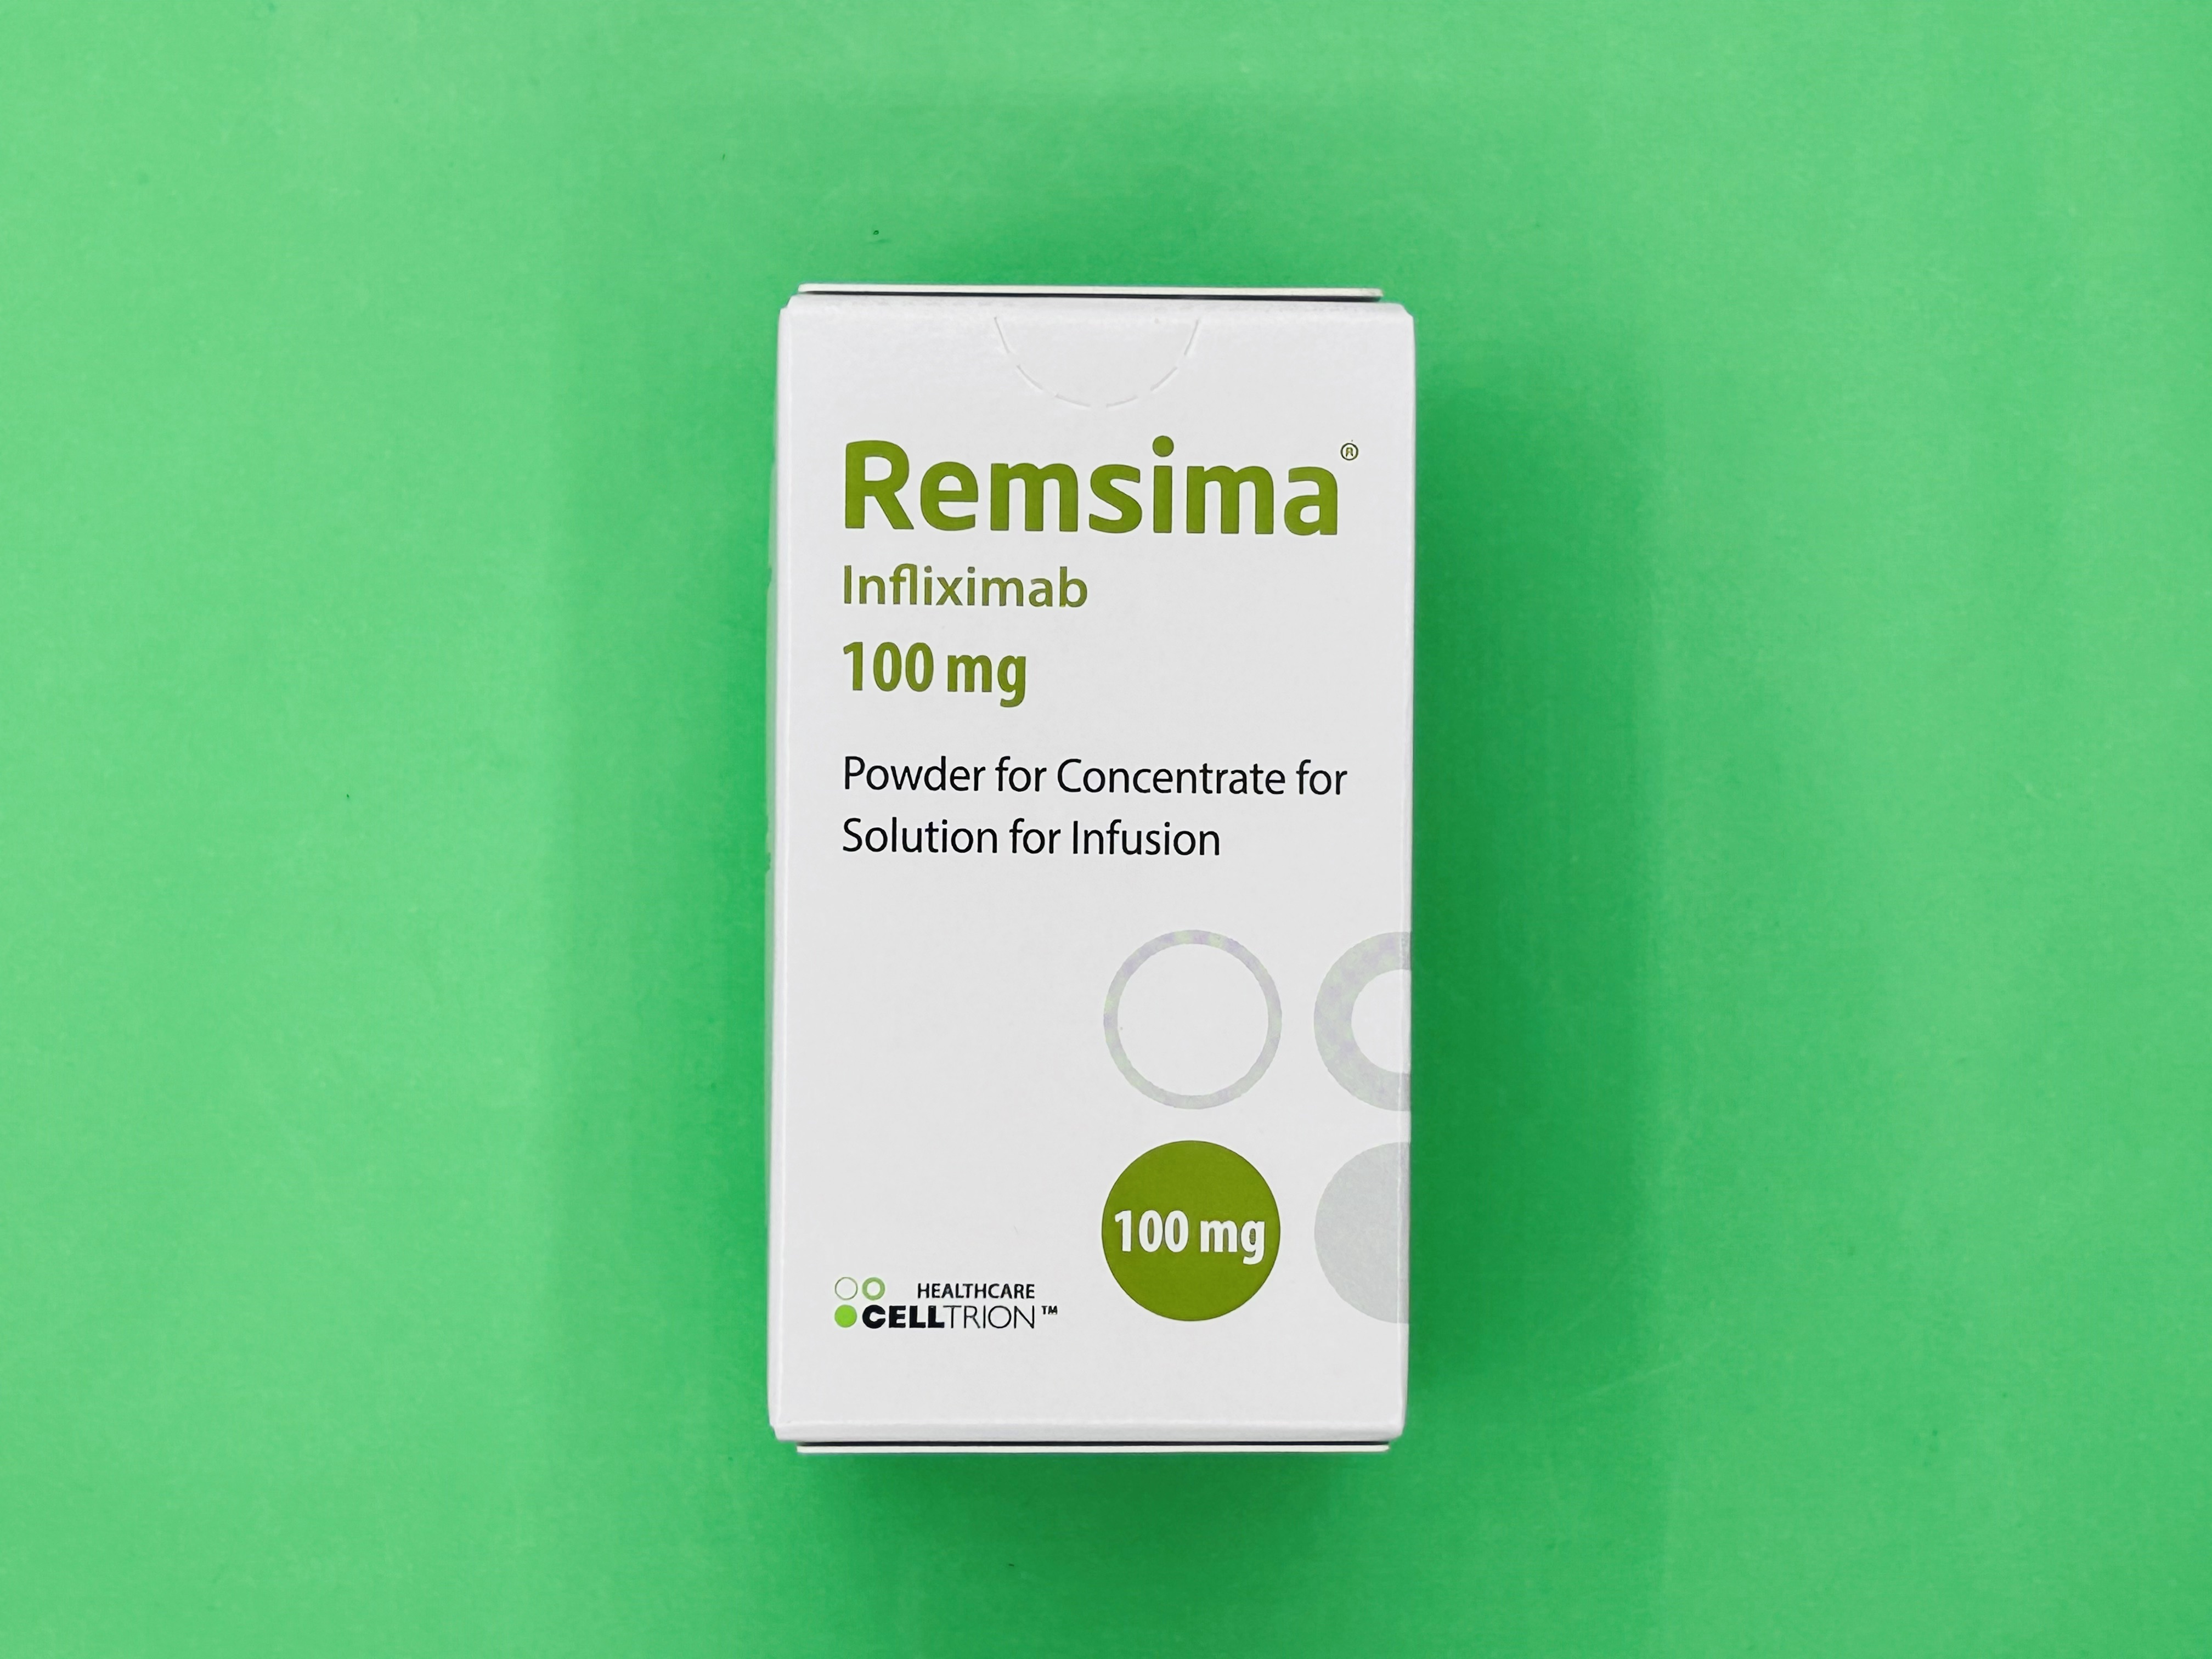 Remsima®
Infliximab
100 mg
Powder for Concentrate for
Solution for Infusion
100 mg
HEALTHCARE
CELLTRION™